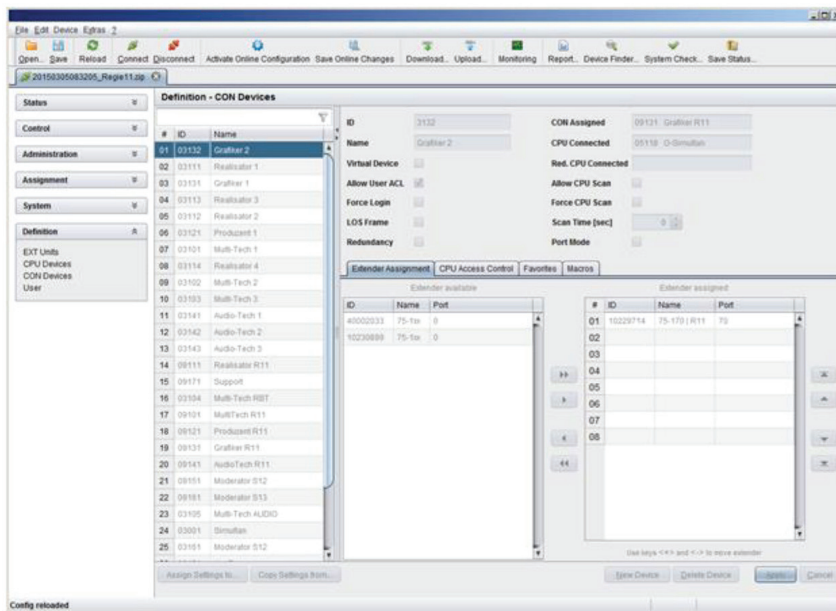 File Edit Device Extras ?
Open... Save Reload Connect Disconnect Activate Online Configuration Save Online Changes Download... Upload... Monitoring Report... Device Finder... System Check... Save Status...
20150305083205_Regie11.zip
Status
Control
Administration
Assignment
System
Definition
EXT Units
CPU Devices
CON Devices
User
Definition - CON Devices
# ID Name
01 03132 Grafiker 2
02 03111 Realisator 1
03 03131 Grafiker 1
04 03113 Realisator 3
05 03112 Realisator 2
06 03121 Produzent 1
07 03101 Multi-Tech 1
08 03114 Realisator 4
09 03102 Multi-Tech 2
10 03103 Multi-Tech 3
11 03141 Audio-Tech 1
12 03142 Audio-Tech 2
13 03143 Audio-Tech 3
14 09111 Realisator R11
15 09171 Support
16 03104 Multi-Tech RBT
17 09101 MultiTech R11
18 09121 Produzent R11
19 09131 Grafiker R11
20 09141 AudioTech R11
21 09151 Moderator S12
22 09161 Moderator S13
23 03105 Multi-Tech AUDIO
24 03001 Simultan
25 03151 Moderator S12
Assign Settings to... Copy Settings from...
ID 3132 CON Assigned 09131 Grafiker R11
Name Grafiker 2 CPU Connected 05118 O-Simultan
Virtual Device Red. CPU Connected
Allow User ACL Allow CPU Scan
Force Login Force CPU Scan
LOS Frame Scan Time [sec] 0
Redundancy Port Mode
Extender Assignment CPU Access Control Favorites Macros
Extender available
ID Name Port
40002033 75-1xx 0
10230899 75-1xx 0
Extender assigned
# ID Name Port
01 10229714 75-170 | R11 73
02
03
04
05
06
07
08
Use keys <+> and <-> to move extender
New Device Delete Device Apply Cancel
Config reloaded